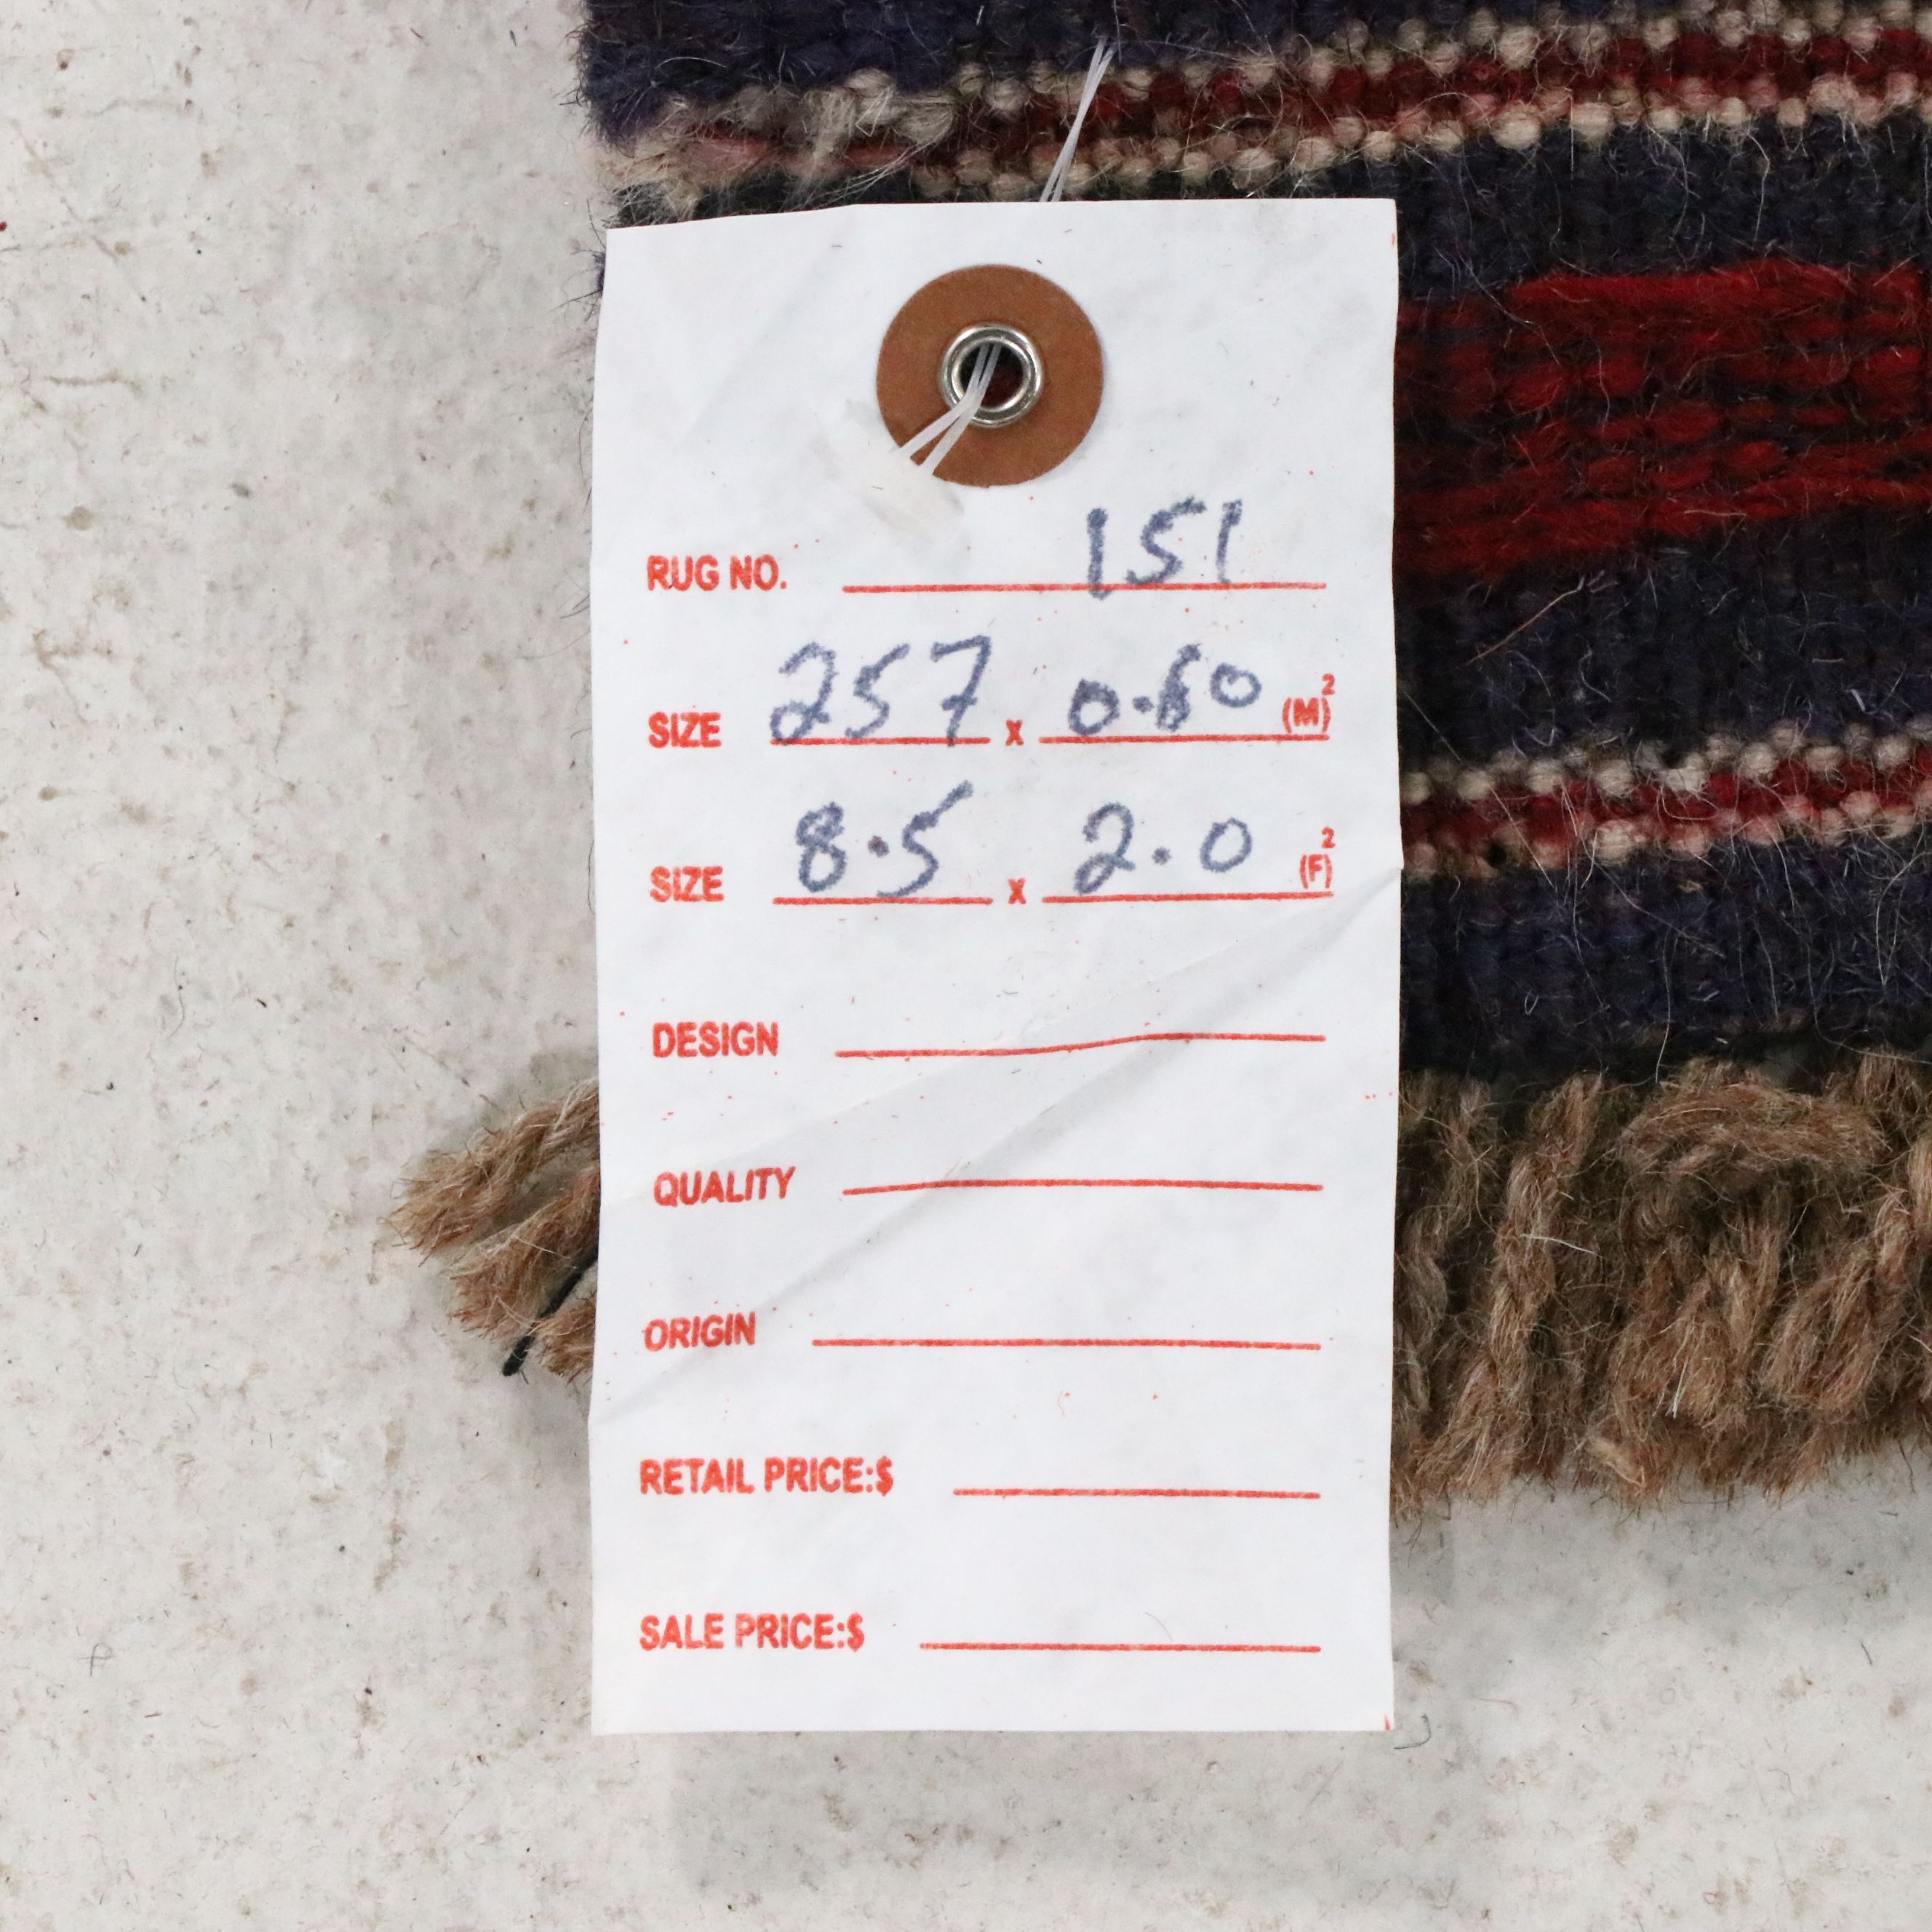 RUG NO. 151
SIZE 257 x 0.60 (M)²
SIZE 8.5 x 2.0 (F)²
DESIGN
QUALITY
ORIGIN
RETAIL PRICE:$
SALE PRICE:$